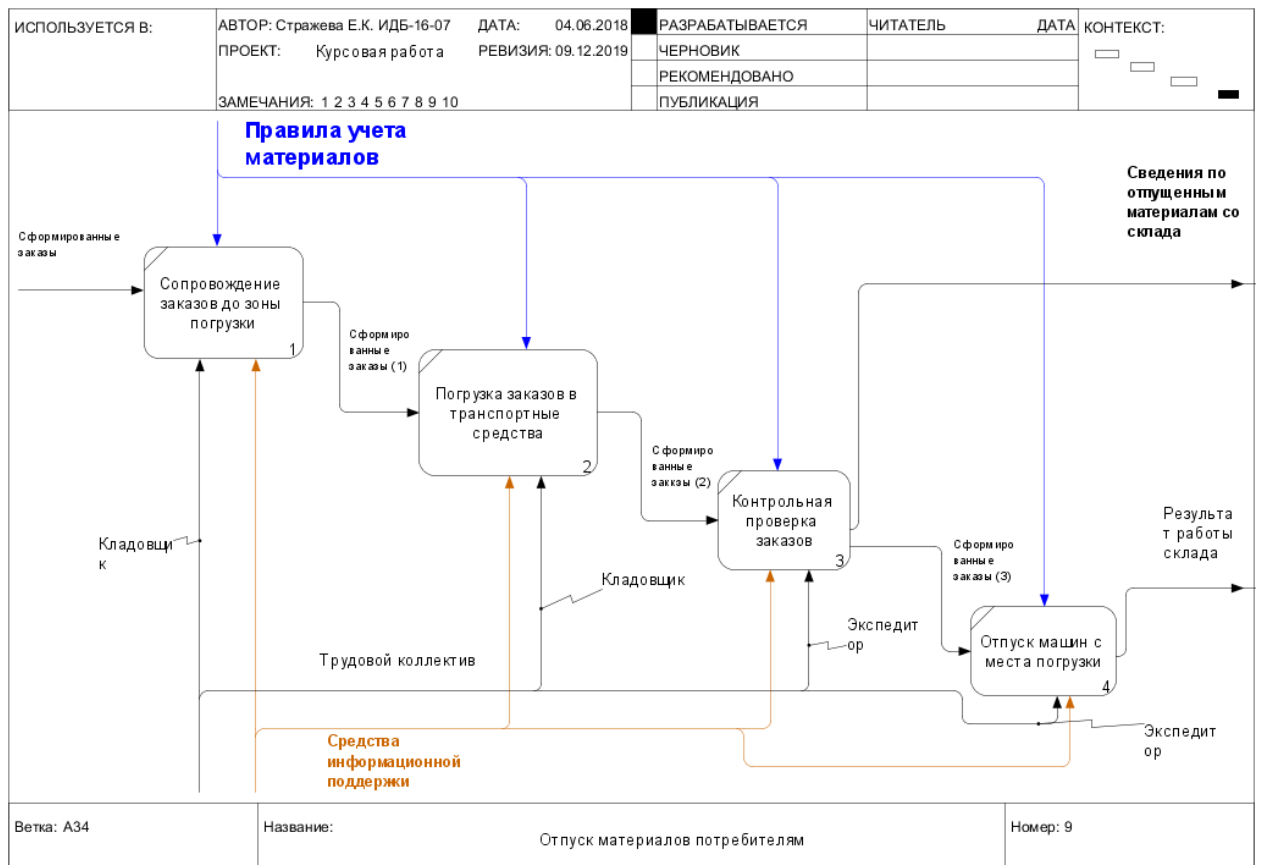 ИСПОЛЬЗУЕТСЯ В:
АВТОР: Стражева Е.К. ИДБ-16-07
ДАТА: 04.06.2018
РАЗРАБАТЫВАЕТСЯ
ЧИТАТЕЛЬ
ДАТА
КОНТЕКСТ:
ПРОЕКТ: Курсовая работа
РЕВИЗИЯ: 09.12.2019
ЧЕРНОВИК
РЕКОМЕНДОВАНО
ЗАМЕЧАНИЯ: 1 2 3 4 5 6 7 8 9 10
ПУБЛИКАЦИЯ
Правила учета
материалов
Сведения по
отпущенным
материалам со
склада
Сформированные
заказы
Сопровождение
заказов до зоны
погрузки
1
Сформиро
ванные
заказы (1)
Погрузка заказов в
транспортные
средства
2
Сформиро
ванные
заккзы (2)
Контрольная
проверка
заказов
3
Результа
т работы
склада
Кладовщи
к
Сформиро
ванные
заказы (3)
Кладовщик
Экспедит
ор
Отпуск машин с
места погрузки
4
Трудовой коллектив
Экспедит
ор
Средства
информационной
поддержки
Ветка: A34
Название:
Отпуск материалов потребителям
Номер: 9